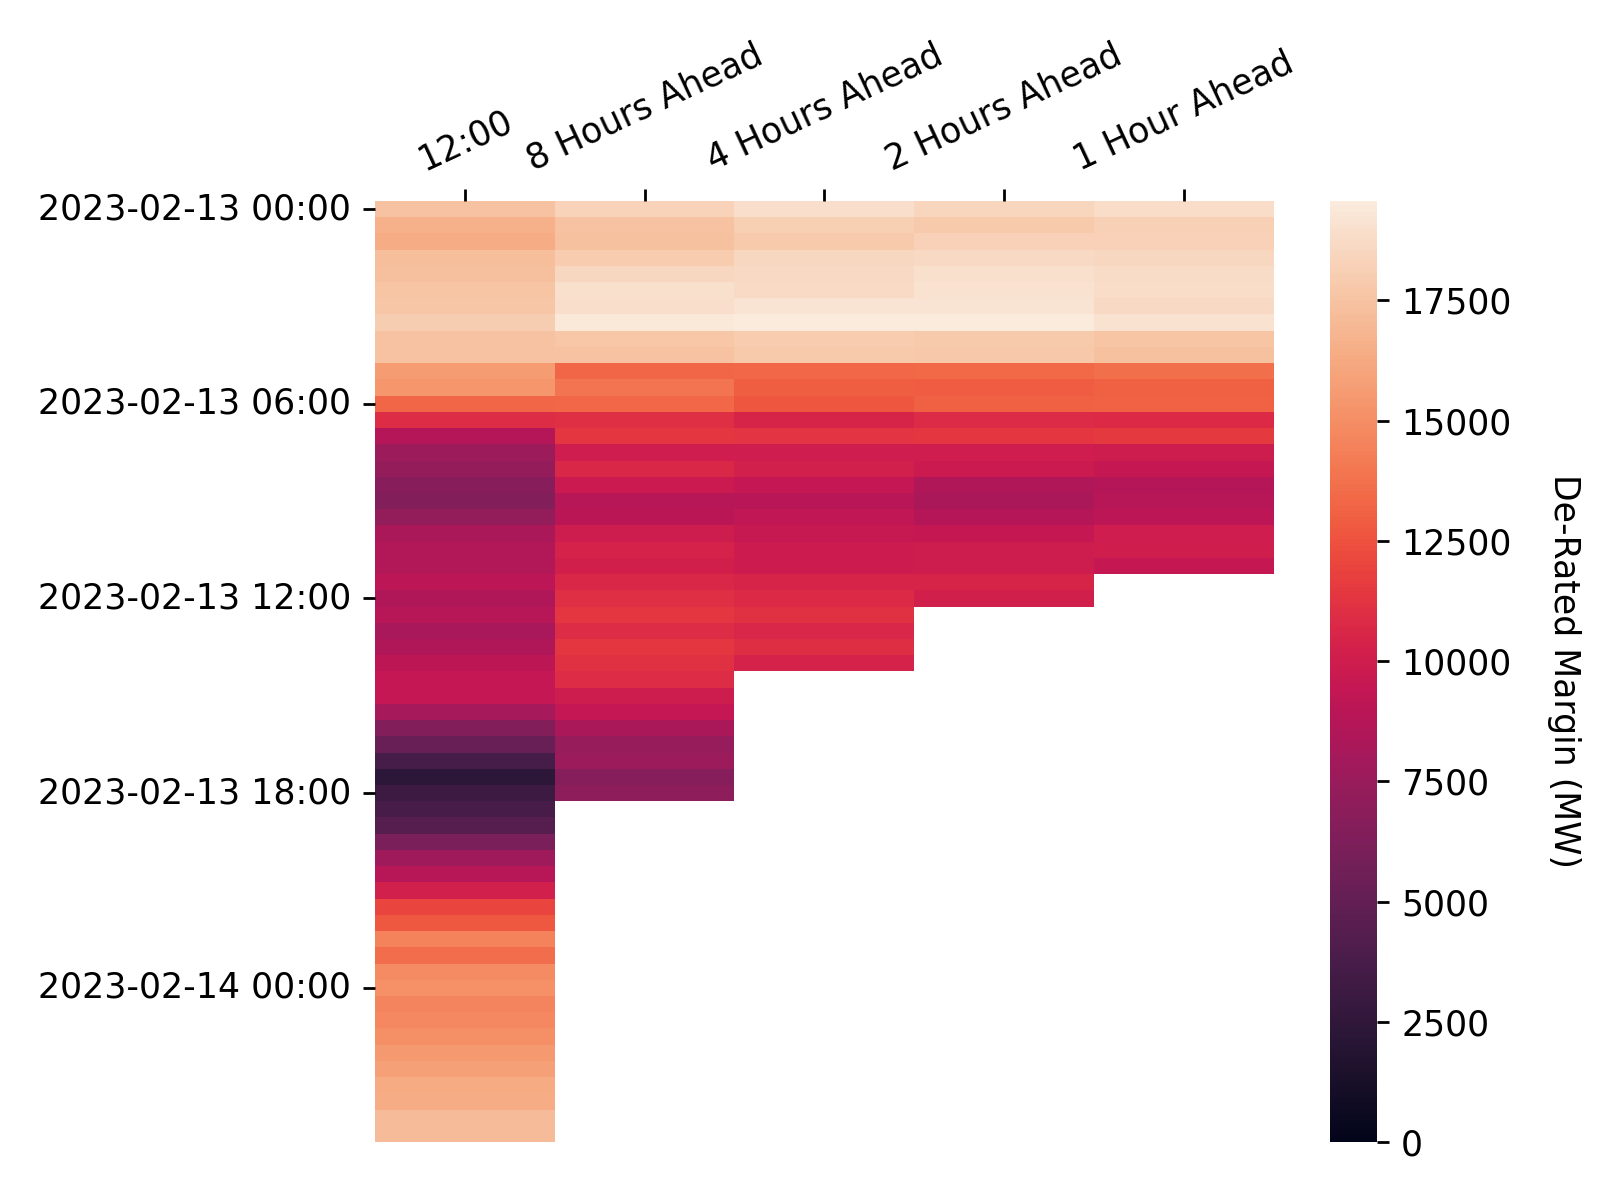 12:00
8 Hours Ahead
4 Hours Ahead
2 Hours Ahead
1 Hour Ahead
2023-02-13 00:00
2023-02-13 06:00
2023-02-13 12:00
2023-02-13 18:00
2023-02-14 00:00
17500
15000
12500
10000
7500
5000
2500
0
De-Rated Margin (MW)